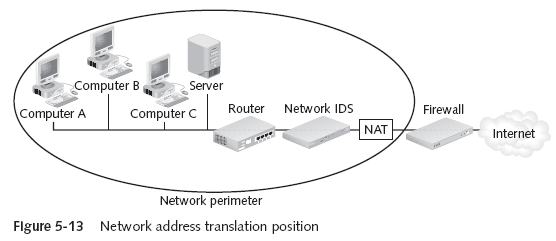 Computer B
Server
Computer A
Computer C
Router
Network IDS
NAT
Firewall
Internet
Network perimeter
Figure 5-13 Network address translation position